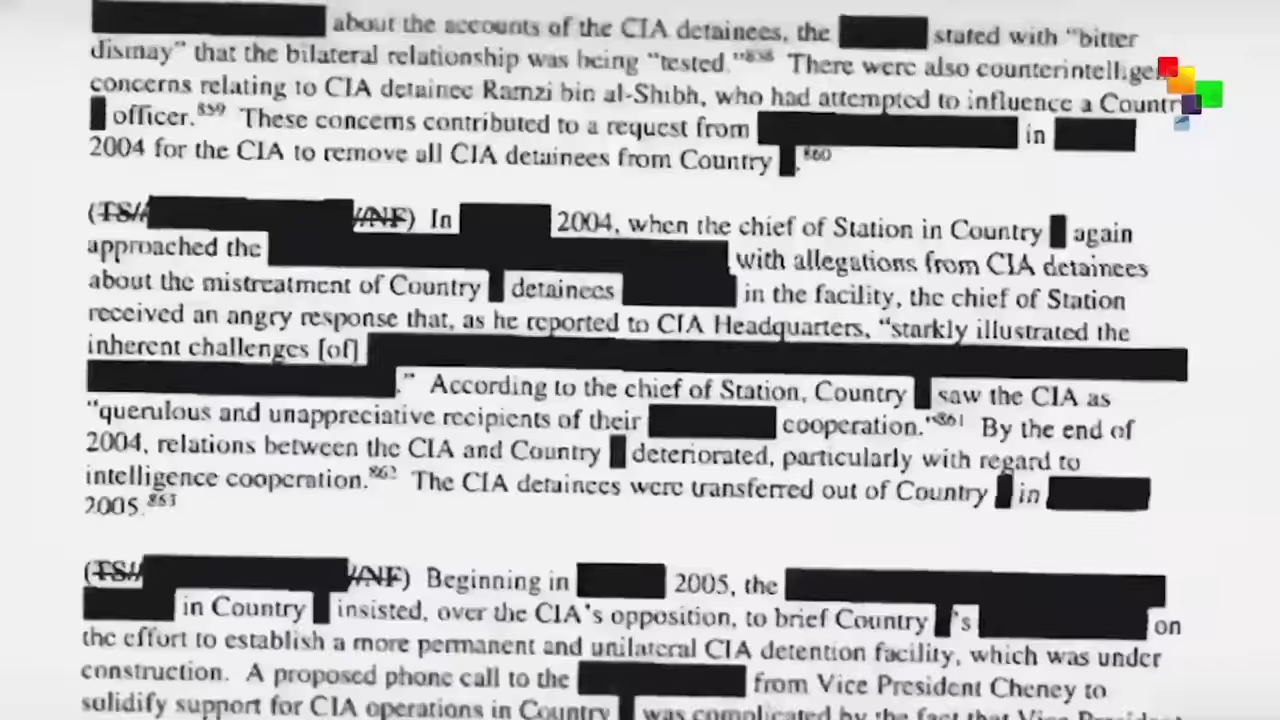 about the accounts of the CIA detainees, the stated with "bitter
dismay" that the bilateral relationship was being "tested."858 There were also counterintelligen
concerns relating to CIA detainee Ramzi bin al-Shibh, who had attempted to influence a Countr
officer.859 These concerns contributed to a request from in
2004 for the CIA to remove all CIA detainees from Country .860
(TS// //NF) In 2004, when the chief of Station in Country again
approached the with allegations from CIA detainees
about the mistreatment of Country detainees in the facility, the chief of Station
received an angry response that, as he reported to CIA Headquarters, "starkly illustrated the
inherent challenges [of]
." According to the chief of Station, Country saw the CIA as
"querulous and unappreciative recipients of their cooperation."861 By the end of
2004, relations between the CIA and Country deteriorated, particularly with regard to
intelligence cooperation.862 The CIA detainees were transferred out of Country in
2005.863
(TS// //NF) Beginning in 2005, the
in Country insisted, over the CIA's opposition, to brief Country 's on
the effort to establish a more permanent and unilateral CIA detention facility, which was under
construction. A proposed phone call to the from Vice President Cheney to
solidify support for CIA operations in Country was complicated by the fact that Vice President